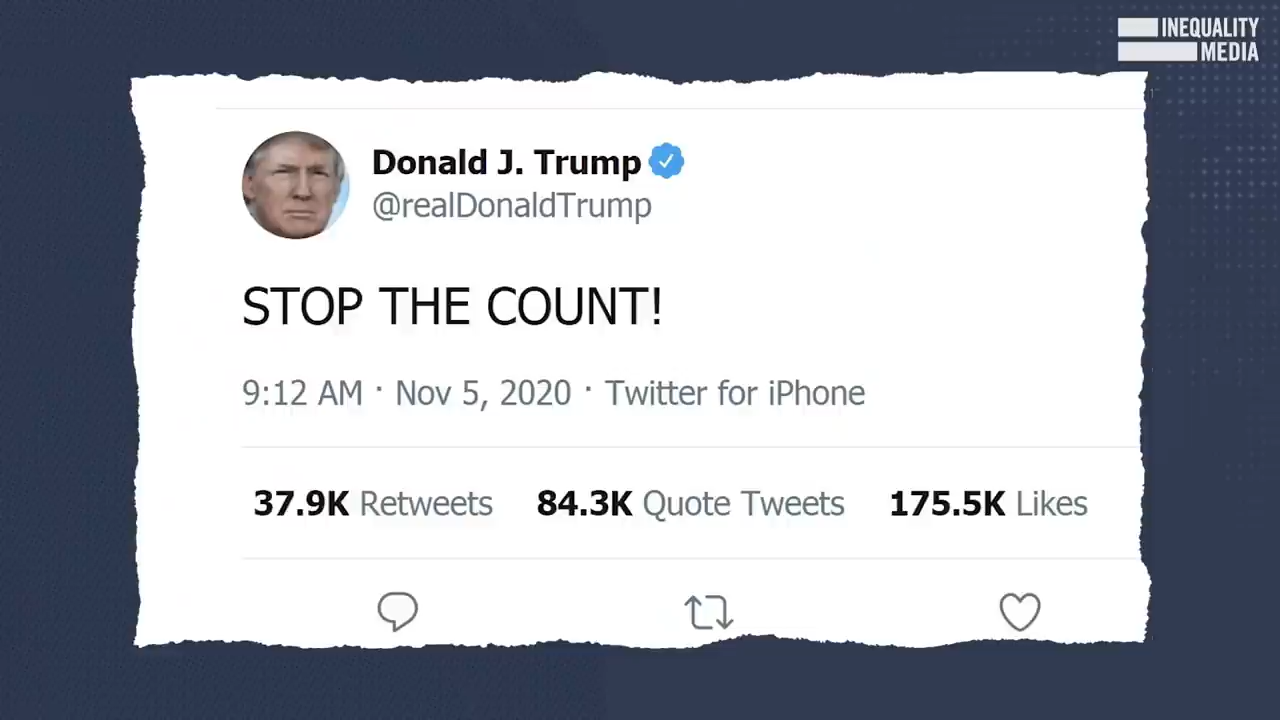 INEQUALITY
MEDIA
Donald J. Trump
@realDonaldTrump
STOP THE COUNT!
9:12 AM · Nov 5, 2020 · Twitter for iPhone
37.9K Retweets 84.3K Quote Tweets 175.5K Likes